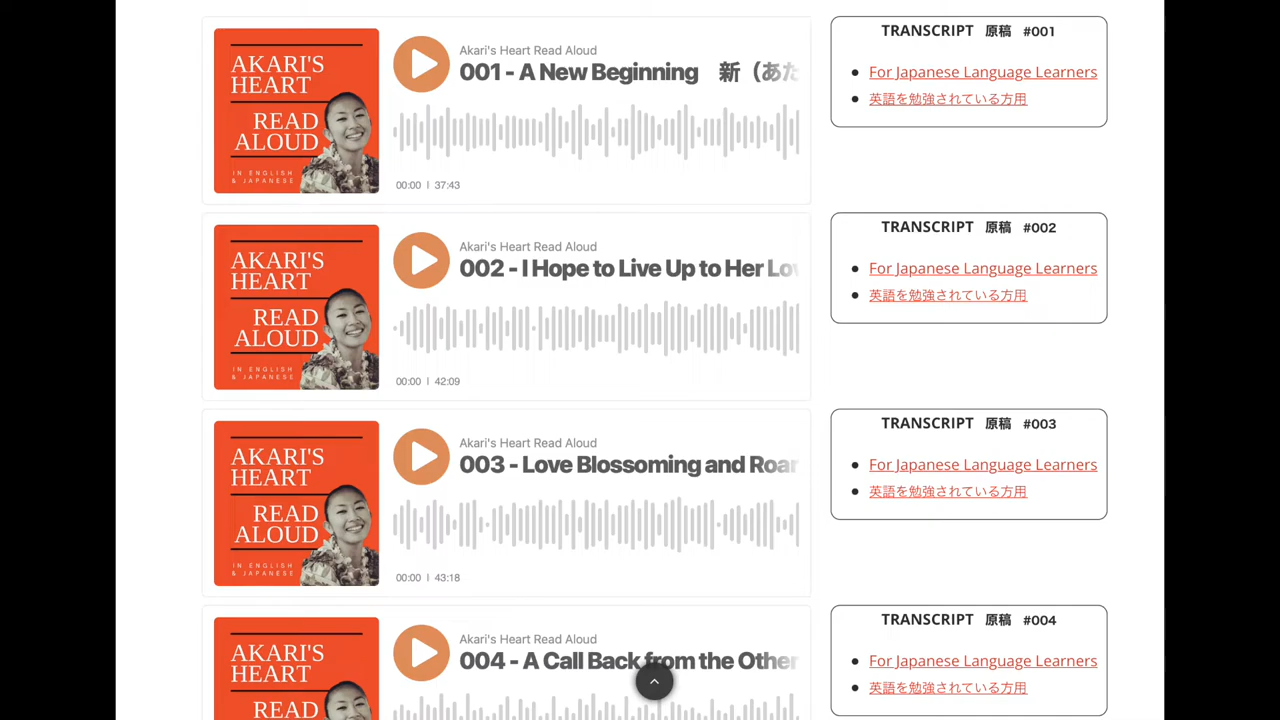 AKARI'S
HEART
READ
ALOUD
IN ENGLISH
& JAPANESE
Akari's Heart Read Aloud
001 - A New Beginning 新（あた
00:00 | 37:43
TRANSCRIPT 原稿 #001
For Japanese Language Learners
英語を勉強されている方用
AKARI'S
HEART
READ
ALOUD
IN ENGLISH
& JAPANESE
Akari's Heart Read Aloud
002 - I Hope to Live Up to Her Lov
00:00 | 42:09
TRANSCRIPT 原稿 #002
For Japanese Language Learners
英語を勉強されている方用
AKARI'S
HEART
READ
ALOUD
IN ENGLISH
& JAPANESE
Akari's Heart Read Aloud
003 - Love Blossoming and Roar
00:00 | 43:18
TRANSCRIPT 原稿 #003
For Japanese Language Learners
英語を勉強されている方用
AKARI'S
HEART
READ
ALOUD
Akari's Heart Read Aloud
004 - A Call Back from the Other
TRANSCRIPT 原稿 #004
For Japanese Language Learners
英語を勉強されている方用